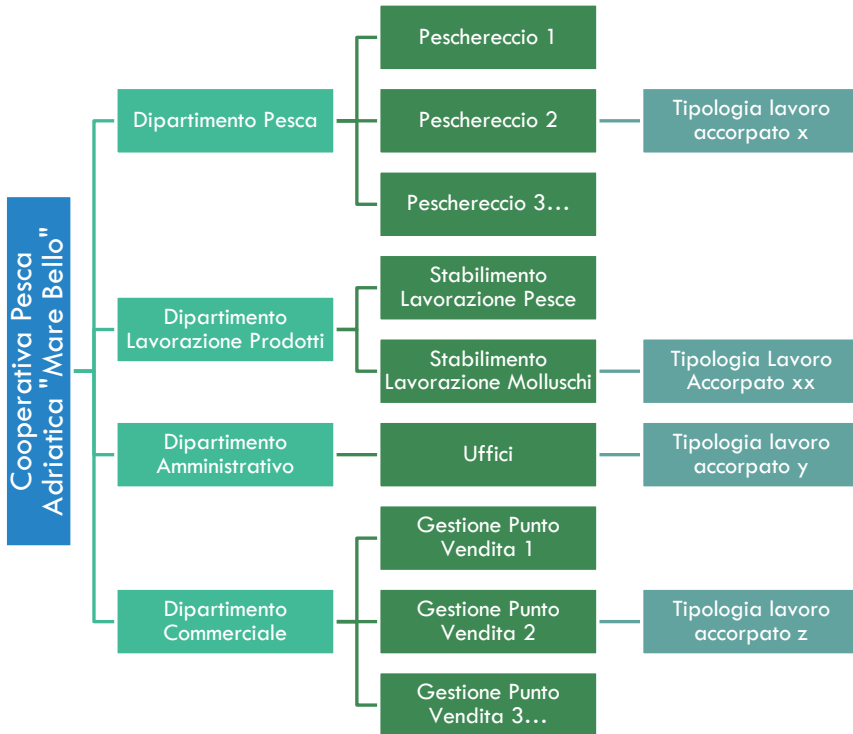 Cooperativa Pesca
Adriatica "Mare Bello"
Dipartimento Pesca
Peschereccio 1
Peschereccio 2
Tipologia lavoro
accorpato x
Peschereccio 3...
Dipartimento
Lavorazione Prodotti
Stabilimento
Lavorazione Pesce
Stabilimento
Lavorazione Molluschi
Tipologia Lavoro
Accorpato xx
Dipartimento
Amministrativo
Uffici
Tipologia lavoro
accorpato y
Dipartimento
Commerciale
Gestione Punto
Vendita 1
Gestione Punto
Vendita 2
Tipologia lavoro
accorpato z
Gestione Punto
Vendita 3...